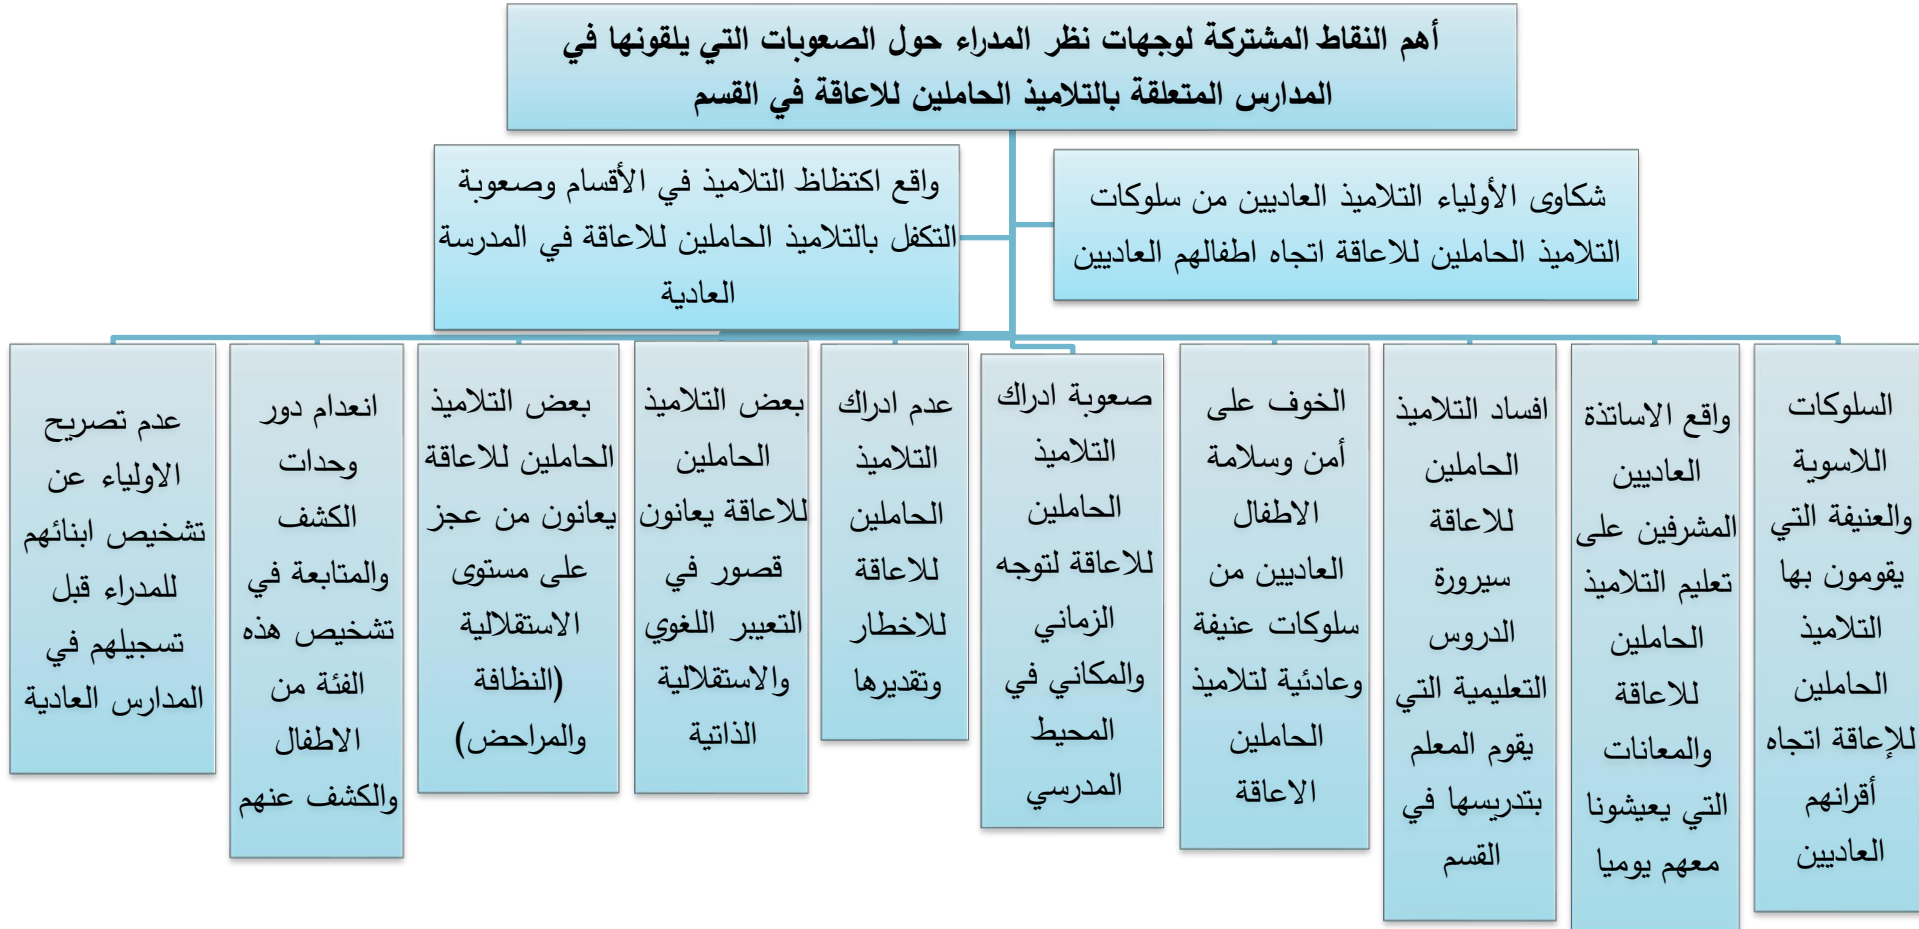 أهم النقاط المشتركة لوجهات نظر المدراء حول الصعوبات التي يلقونها في
المدارس المتعلقة بالتلاميذ الحاملين للاعاقة في القسم
شكاوى الأولياء التلاميذ العاديين من سلوكات
التلاميذ الحاملين للاعاقة اتجاه اطفالهم العاديين
واقع اكتظاظ التلاميذ في الأقسام وصعوبة
التكفل بالتلاميذ الحاملين للاعاقة في المدرسة
العادية
السلوكات
اللاسوية
والعنيفة التي
يقومون بها
التلاميذ
الحاملين
للإعاقة اتجاه
أقرانهم
العاديين
واقع الاساتذة
العاديين
المشرفين على
تعليم التلاميذ
الحاملين
للاعاقة
والمعانات
التي يعيشونا
معهم يوميا
افساد التلاميذ
الحاملين
للاعاقة
سيرورة
الدروس
التعليمية التي
يقوم المعلم
بتدريسها في
القسم
الخوف على
أمن وسلامة
الاطفال
العاديين من
سلوكات عنيفة
وعادئية لتلاميذ
الحاملين
الاعاقة
صعوبة ادراك
التلاميذ
الحاملين
للاعاقة لتوجه
الزماني
والمكاني في
المحيط
المدرسي
عدم ادراك
التلاميذ
الحاملين
للاعاقة
للاخطار
وتقديرها
بعض التلاميذ
الحاملين
للاعاقة يعانون
قصور في
التعبير اللغوي
والاستقلالية
الذاتية
بعض التلاميذ
الحاملين للاعاقة
يعانون من عجز
على مستوى
الاستقلالية
(النظافة
والمراحض)
انعدام دور
وحدات
الكشف
والمتابعة في
تشخيص هذه
الفئة من
الاطفال
والكشف عنهم
عدم تصريح
الاولياء عن
تشخيص ابنائهم
للمدراء قبل
تسجيلهم في
المدارس العادية